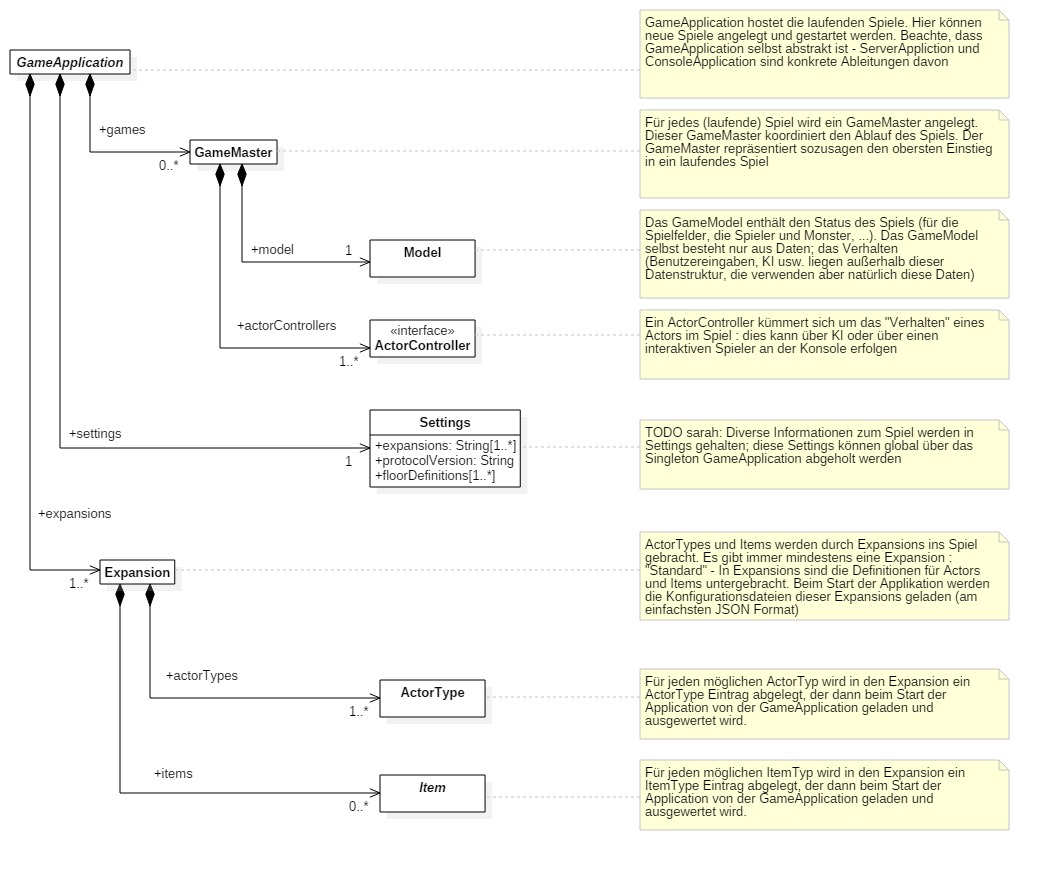 GameApplication
GameApplication hostet die laufenden Spiele. Hier können
neue Spiele angelegt und gestartet werden. Beachte, dass
GameApplication selbst abstrakt ist - ServerAppliction und
ConsoleApplication sind konkrete Ableitungen davon
+games
0..*
GameMaster
Für jedes (laufende) Spiel wird ein GameMaster angelegt.
Dieser GameMaster koordiniert den Ablauf des Spiels. Der
GameMaster repräsentiert sozusagen den obersten Einstieg
in ein laufendes Spiel
+model
1
Model
Das GameModel enthält den Status des Spiels (für die
Spielfelder, die Spieler und Monster, ...). Das GameModel
selbst besteht nur aus Daten; das Verhalten
(Benutzereingaben, KI usw. liegen außerhalb dieser
Datenstruktur, die verwenden aber natürlich diese Daten)
+actorControllers
1..*
«interface»
ActorController
Ein ActorController kümmert sich um das "Verhalten" eines
Actors im Spiel : dies kann über KI oder über einen
interaktiven Spieler an der Konsole erfolgen
+settings
1
Settings
+expansions: String[1..*]
+protocolVersion: String
+floorDefinitions[1..*]
TODO sarah: Diverse Informationen zum Spiel werden in
Settings gehalten; diese Settings können global über das
Singleton GameApplication abgeholt werden
+expansions
1..*
Expansion
ActorTypes und Items werden durch Expansions ins Spiel
gebracht. Es gibt immer mindestens eine Expansion :
"Standard" - In Expansions sind die Definitionen für Actors
und Items untergebracht. Beim Start der Applikation werden
die Konfigurationsdateien dieser Expansions geladen (am
einfachsten JSON Format)
+actorTypes
1..*
ActorType
Für jeden möglichen ActorTyp wird in den Expansion ein
ActorType Eintrag abgelegt, der dann beim Start der
Application von der GameApplication geladen und
ausgewertet wird.
+items
0..*
Item
Für jeden möglichen ItemTyp wird in den Expansion ein
ItemType Eintrag abgelegt, der dann beim Start der
Application von der GameApplication geladen und
ausgewertet wird.